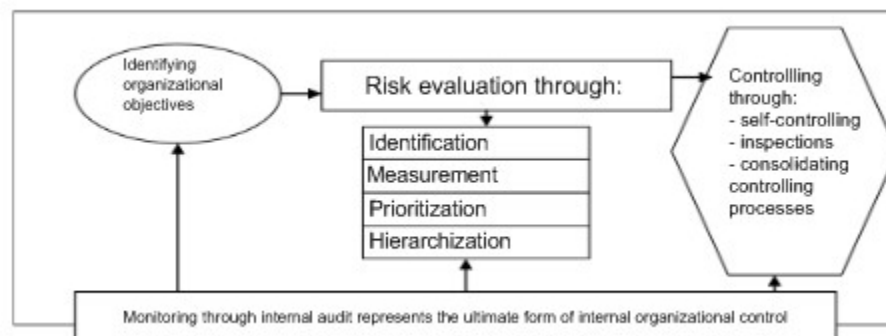 Identifying
organizational
objectives
Risk evaluation through:
Identification
Measurement
Prioritization
Hierarchization
Controllling
through:
- self-controlling
- inspections
- consolidating
controlling
processes
Monitoring through internal audit represents the ultimate form of internal organizational control